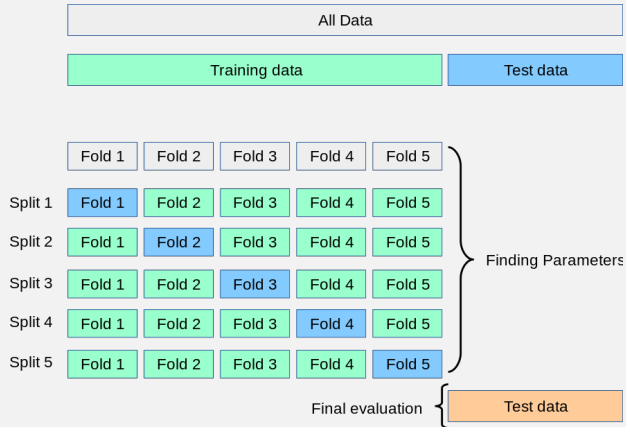 All Data
Training data Test data
Fold 1 Fold 2 Fold 3 Fold 4 Fold 5
Split 1 Fold 1 Fold 2 Fold 3 Fold 4 Fold 5
Split 2 Fold 1 Fold 2 Fold 3 Fold 4 Fold 5
Finding Parameters
Split 3 Fold 1 Fold 2 Fold 3 Fold 4 Fold 5
Split 4 Fold 1 Fold 2 Fold 3 Fold 4 Fold 5
Split 5 Fold 1 Fold 2 Fold 3 Fold 4 Fold 5
Final evaluation Test data